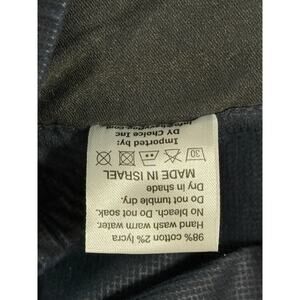 98% cotton 2% lycra
Hand wash warm water.
No bleach. Do not soak.
Do not tumble dry.
Dry in shade
MADE IN ISRAEL
30
Imported by:
DY Choice Inc